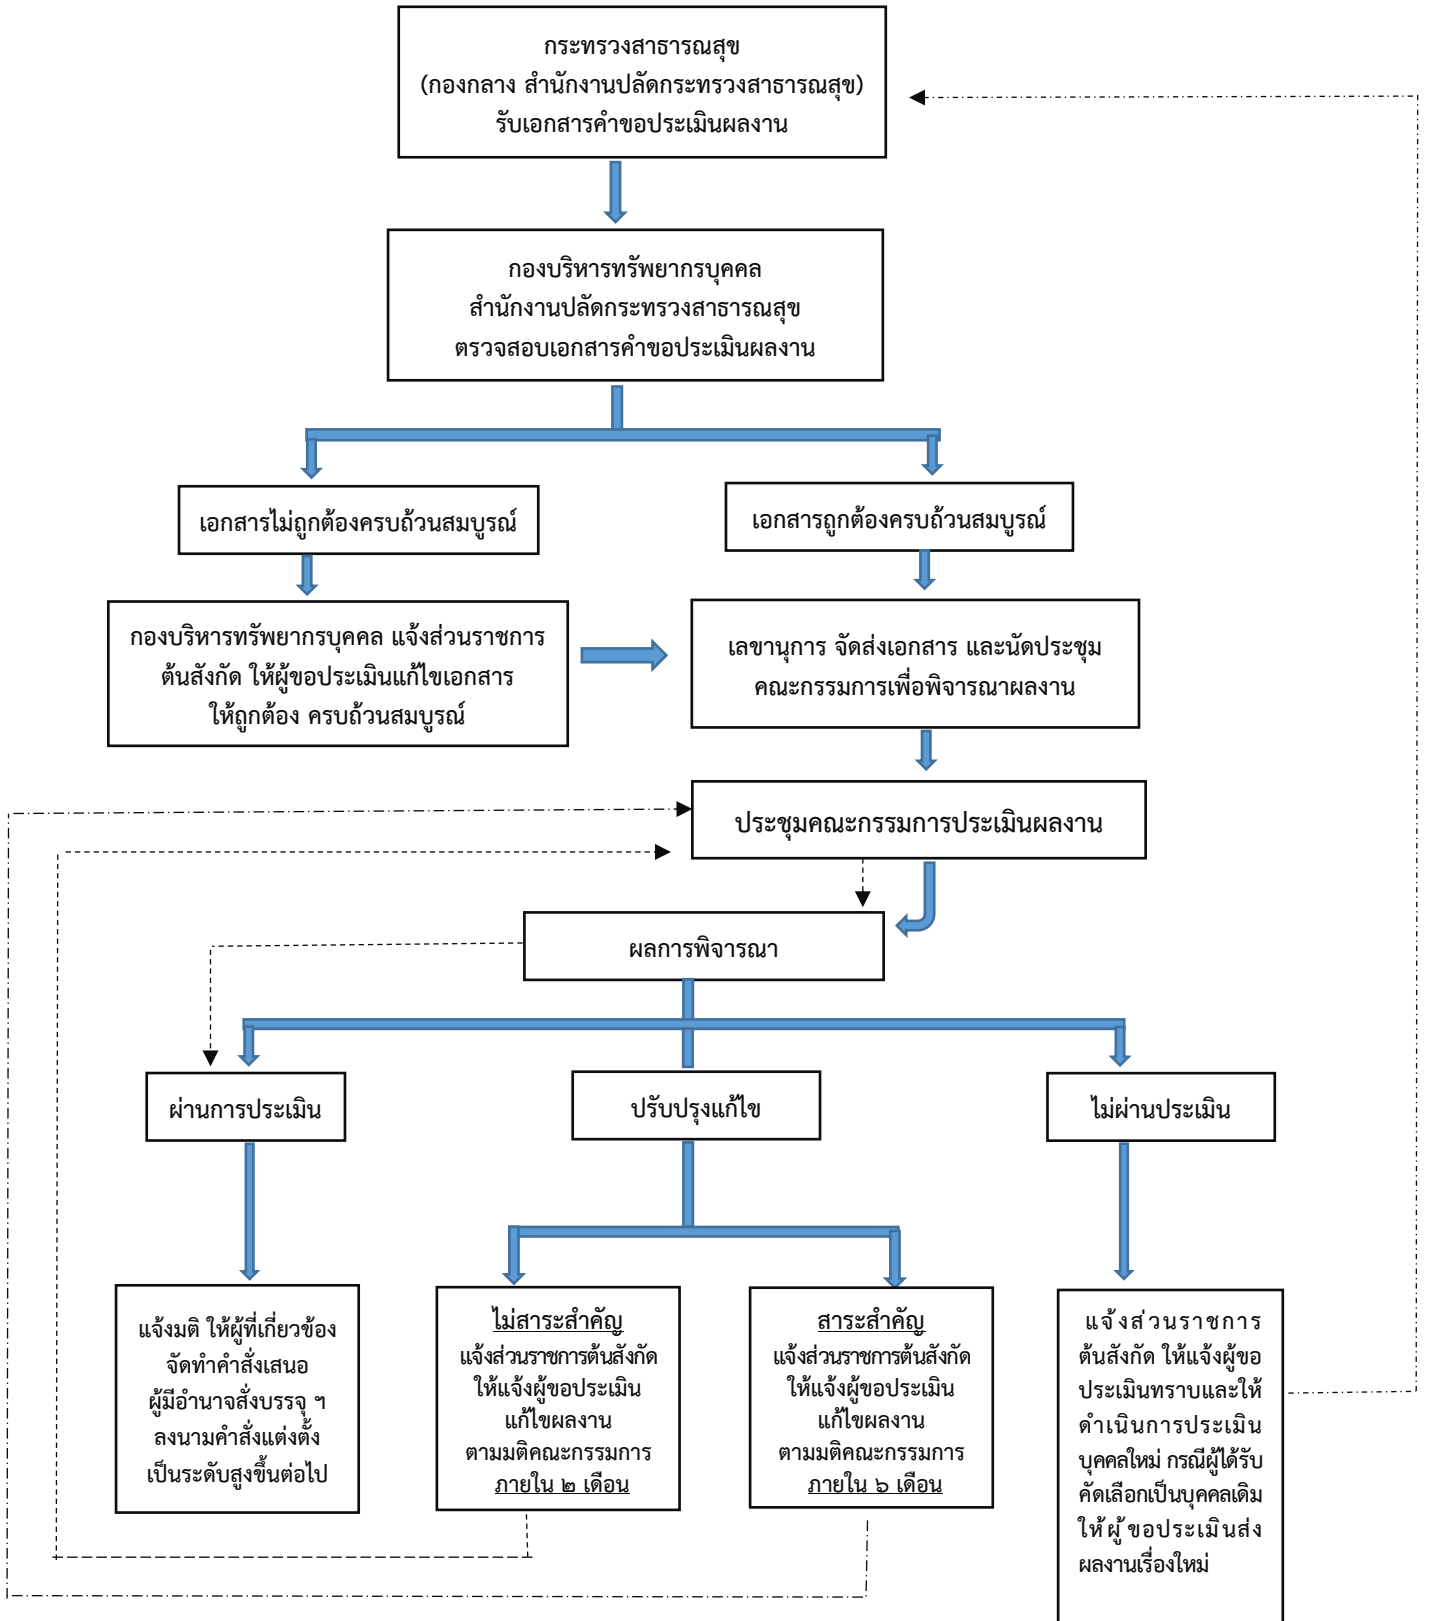 กระทรวงสาธารณสุข
(กองกลาง สำนักงานปลัดกระทรวงสาธารณสุข)
รับเอกสารคำขอประเมินผลงาน
กองบริหารทรัพยากรบุคคล
สำนักงานปลัดกระทรวงสาธารณสุข
ตรวจสอบเอกสารคำขอประเมินผลงาน
เอกสารไม่ถูกต้องครบถ้วนสมบูรณ์
เอกสารถูกต้องครบถ้วนสมบูรณ์
กองบริหารทรัพยากรบุคคล แจ้งส่วนราชการ
ต้นสังกัด ให้ผู้ขอประเมินแก้ไขเอกสาร
ให้ถูกต้อง ครบถ้วนสมบูรณ์
เลขานุการ จัดส่งเอกสาร และนัดประชุม
คณะกรรมการเพื่อพิจารณาผลงาน
ประชุมคณะกรรมการประเมินผลงาน
ผลการพิจารณา
ผ่านการประเมิน
ปรับปรุงแก้ไข
ไม่ผ่านประเมิน
แจ้งมติ ให้ผู้ที่เกี่ยวข้อง
จัดทำคำสั่งเสนอ
ผู้มีอำนาจสั่งบรรจุ ฯ
ลงนามคำสั่งแต่งตั้ง
เป็นระดับสูงขึ้นต่อไป
ไม่สาระสำคัญ
แจ้งส่วนราชการต้นสังกัด
ให้แจ้งผู้ขอประเมิน
แก้ไขผลงาน
ตามมติคณะกรรมการ
ภายใน ๒ เดือน
สาระสำคัญ
แจ้งส่วนราชการต้นสังกัด
ให้แจ้งผู้ขอประเมิน
แก้ไขผลงาน
ตามมติคณะกรรมการ
ภายใน ๖ เดือน
แจ้งส่วนราชการ
ต้นสังกัด ให้แจ้งผู้ขอ
ประเมินทราบและให้
ดำเนินการประเมิน
บุคคลใหม่ กรณีผู้ได้รับ
คัดเลือกเป็นบุคคลเดิม
ให้ผู้ขอประเมินส่ง
ผลงานเรื่องใหม่